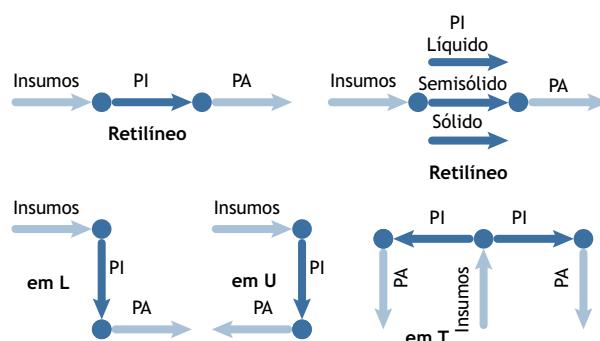 Insumos PI PA
Retilíneo
PI
Líquido
Insumos Semisólido PA
Sólido
Retilíneo
Insumos
PI
em L
PA
Insumos
PI
em U
PA
PI PI
PA Insumos PA
em T